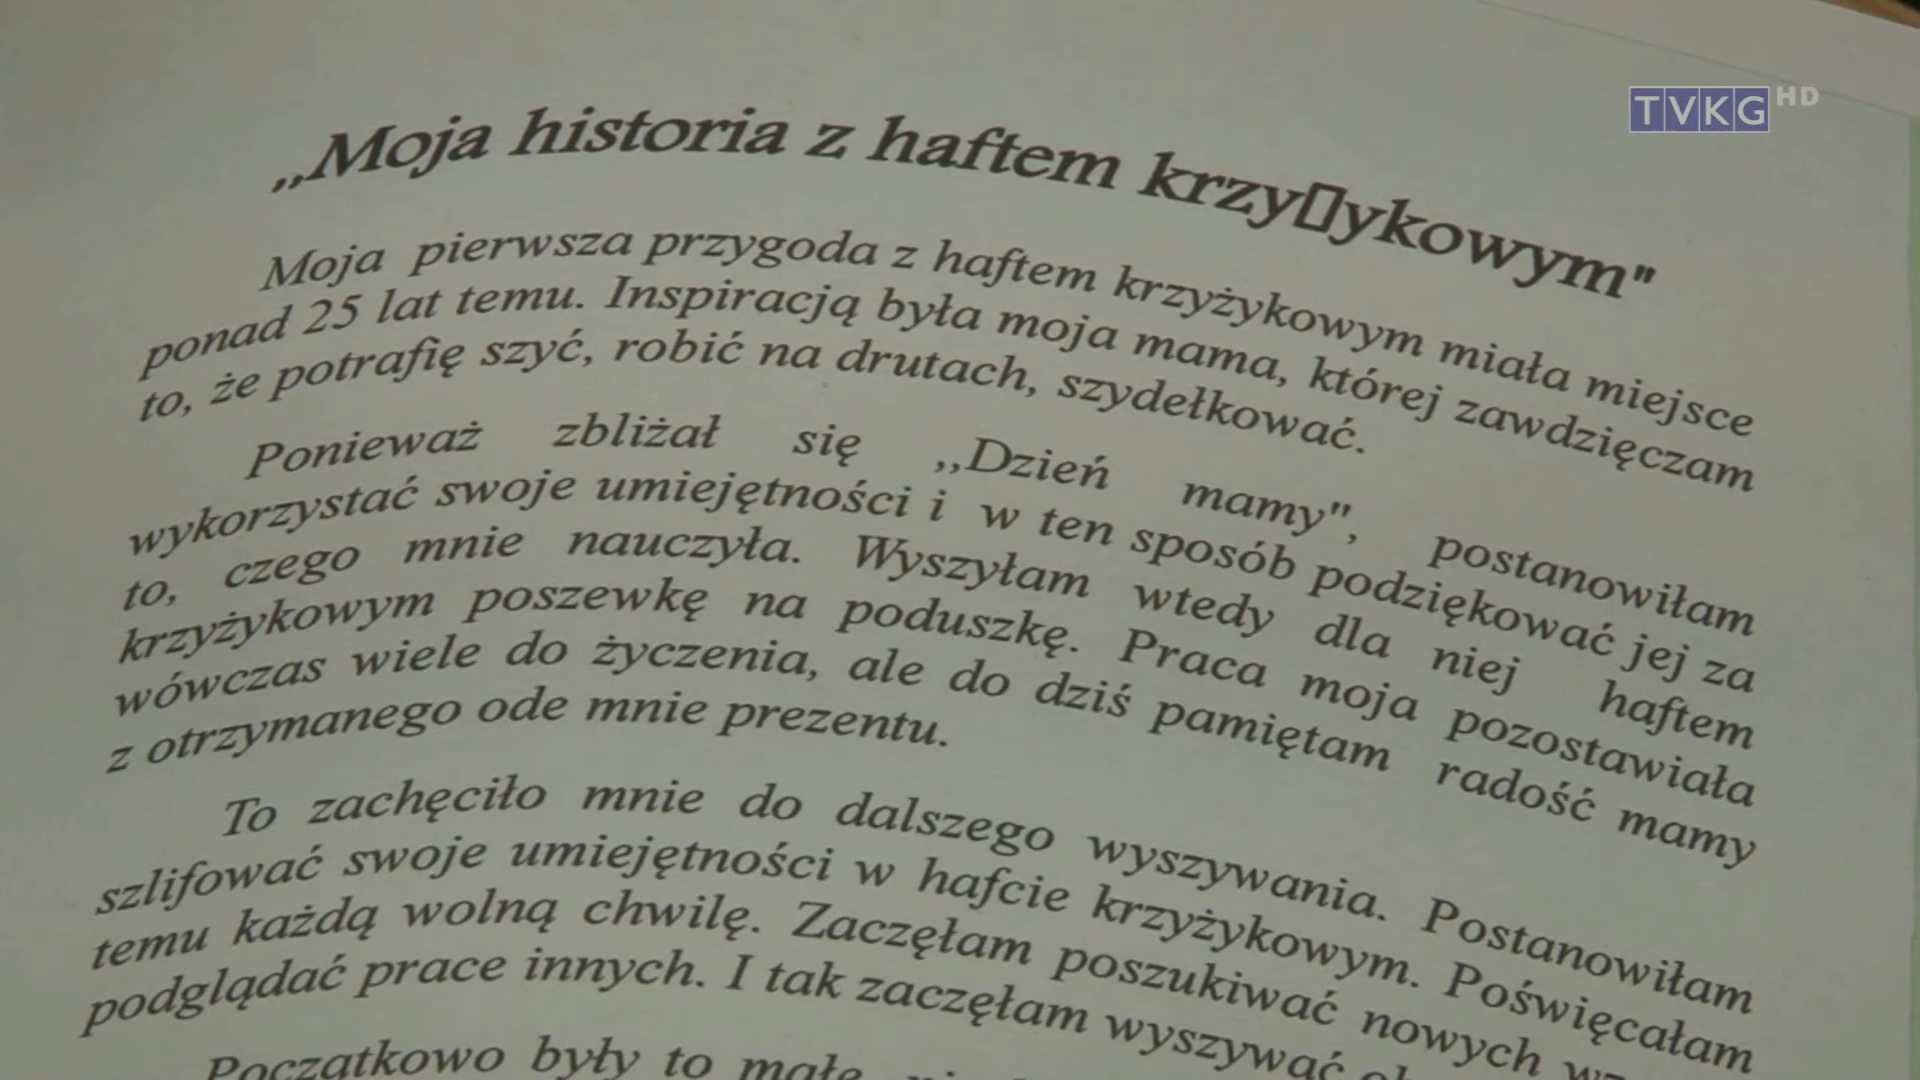 TVKG HD
,,Moja historia z haftem krzy▯ykowym"
Moja pierwsza przygoda z haftem krzyżykowym miała miejsce
ponad 25 lat temu. Inspiracją była moja mama, której zawdzięczam
to, że potrafię szyć, robić na drutach, szydełkować.
Ponieważ zbliżał się ,,Dzień mamy", postanowiłam
wykorzystać swoje umiejętności i w ten sposób podziękować jej za
to, czego mnie nauczyła. Wyszyłam wtedy dla niej haftem
krzyżykowym poszewkę na poduszkę. Praca moja pozostawiała
wówczas wiele do życzenia, ale do dziś pamiętam radość mamy
z otrzymanego ode mnie prezentu.
To zachęciło mnie do dalszego wyszywania. Postanowiłam
szlifować swoje umiejętności w hafcie krzyżykowym. Poświęcałam
temu każdą wolną chwilę. Zaczęłam poszukiwać nowych
podglądać prace innych. I tak zaczęłam wyszywać
Początkowo były to małe